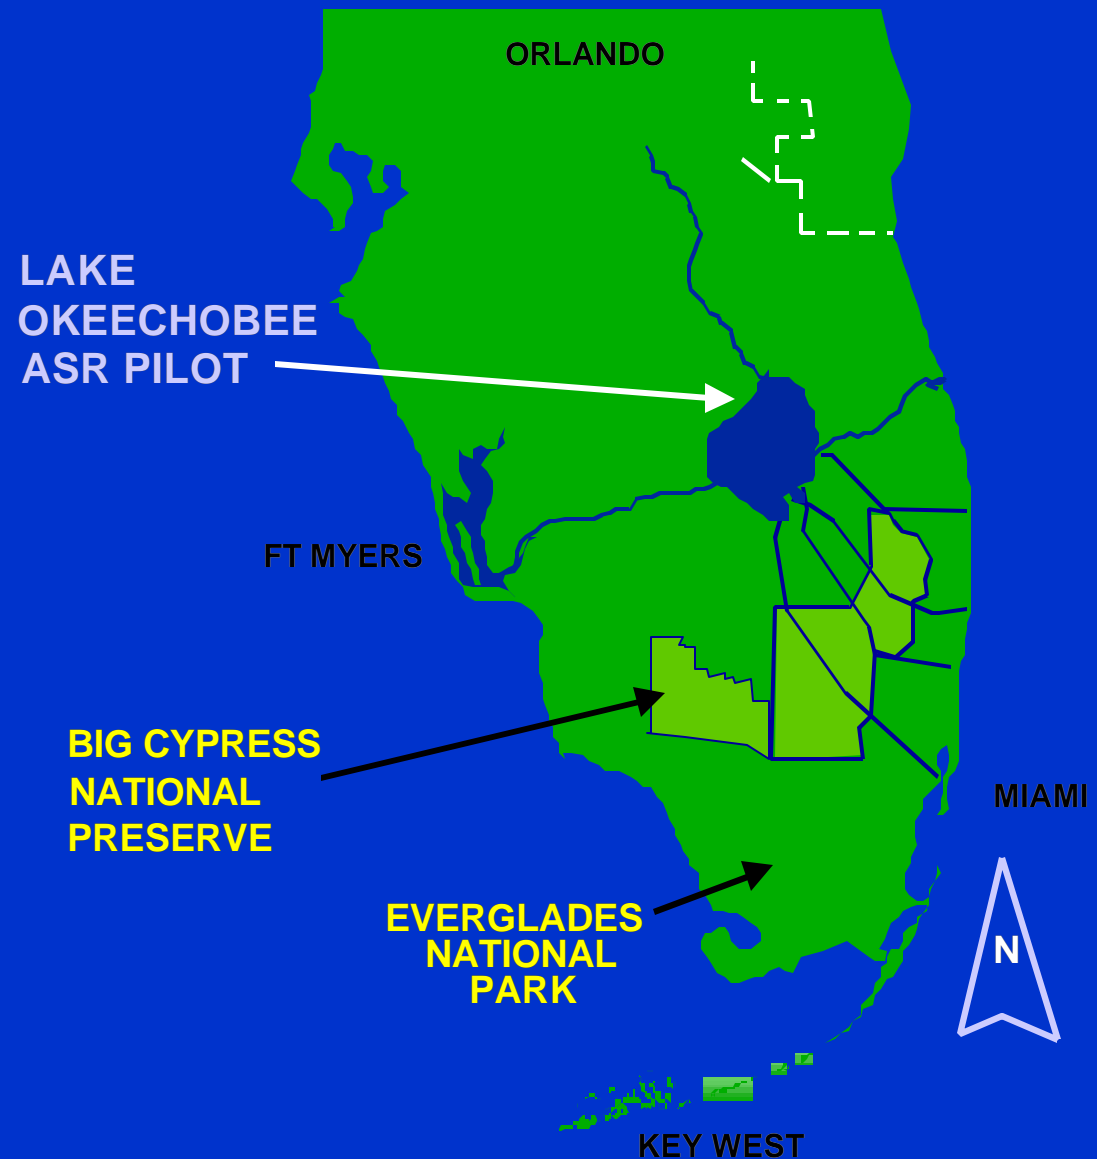 ORLANDO
LAKE
OKEECHOBEE
ASR PILOT
FT MYERS
BIG CYPRESS
NATIONAL
PRESERVE
MIAMI
EVERGLADES
NATIONAL
PARK
N
KEY WEST